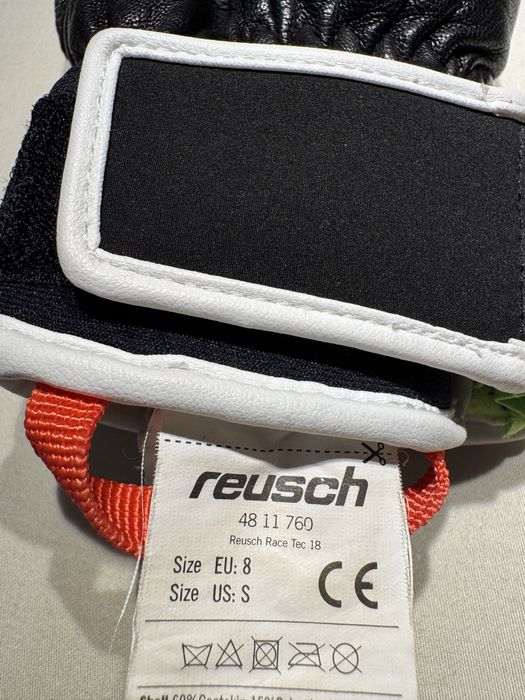 reusch
48 11 760
Reusch Race Tec 18
Size EU: 8
Size US: S
CE